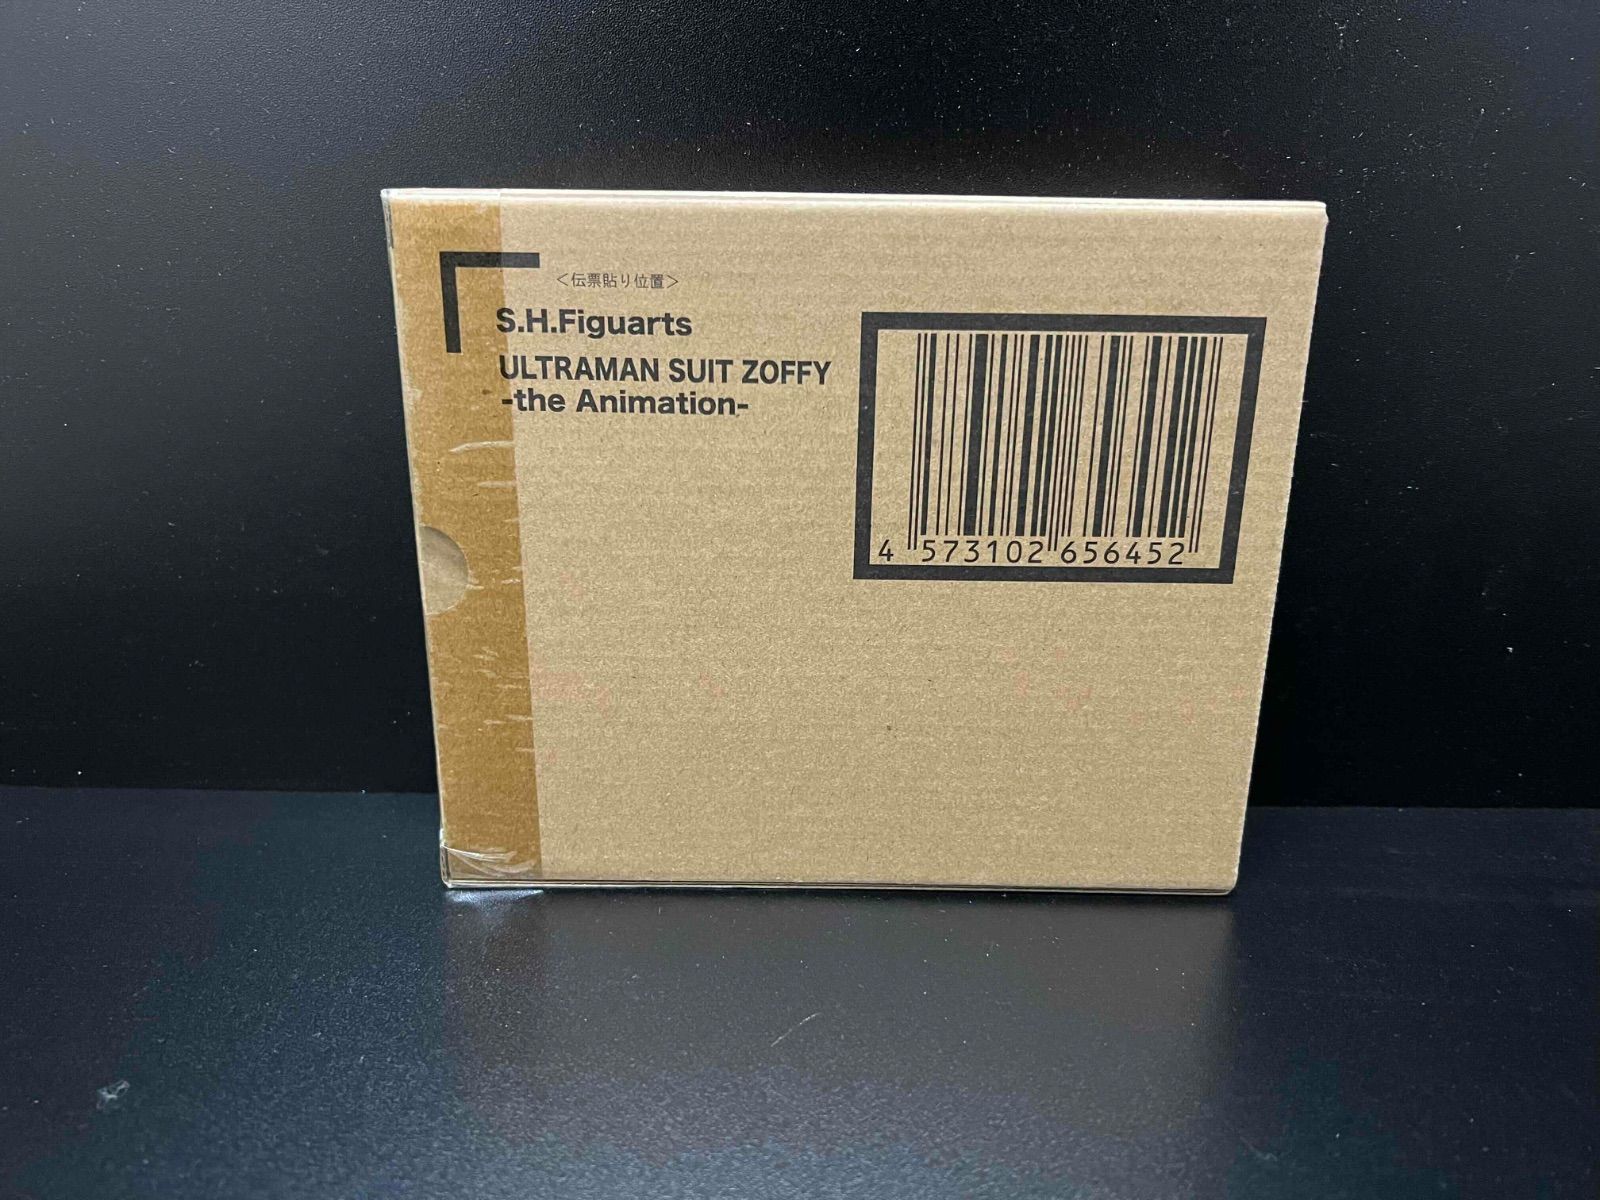 ＜伝票貼り位置＞
S.H.Figuarts
ULTRAMAN SUIT ZOFFY
-the Animation-
4 573102 656452